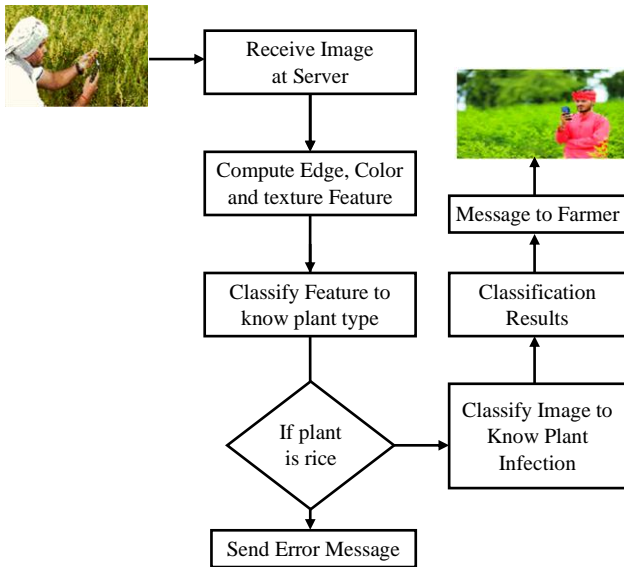 Receive Image
at Server
Compute Edge, Color
and texture Feature
Classify Feature to
know plant type
If plant
is rice
Send Error Message
Classify Image to
Know Plant
Infection
Classification
Results
Message to Farmer